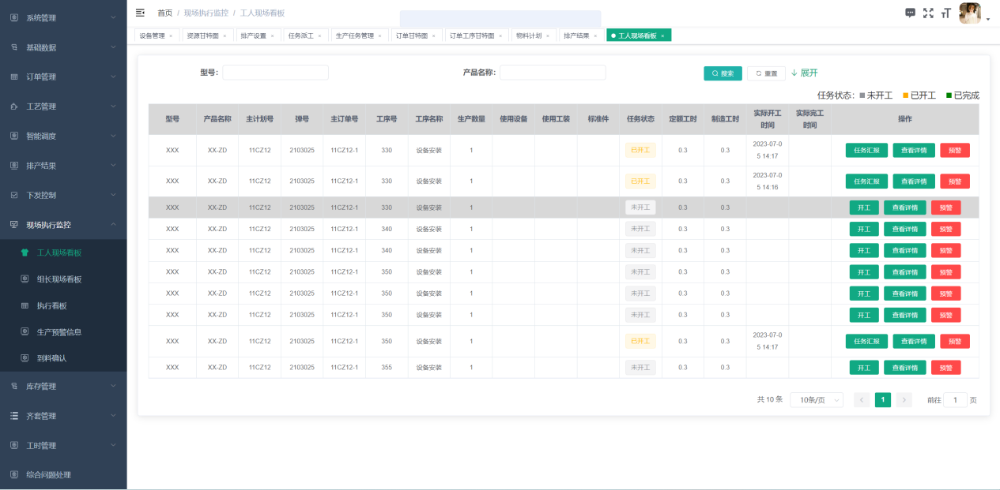 系统管理
基础数据
订单管理
工艺管理
智能调度
排产结果
下发控制
现场执行监控
工人现场看板
组长现场看板
执行看板
生产预警信息
到料确认
库存管理
齐套管理
工时管理
综合问题处理
首页 / 现场执行监控 / 工人现场看板
设备管理 × 资源甘特图 × 排产设置 × 任务派工 × 生产任务管理 × 订单甘特图 × 订单工序甘特图 × 物料计划 × 排产结果 × 工人现场看板 ×
型号: 产品名称: 搜索 重置 展开
任务状态: 未开工 已开工 已完成
型号 产品名称 主计划号 弹号 主订单号 工序号 工序名称 生产数量 使用设备 使用工装 标准件 任务状态 定额工时 制造工时 实际开工时间 实际完工时间 操作
XXX XX-ZD 11CZ12 2103025 11CZ12-1 330 设备安装 1 已开工 0.3 0.3 2023-07-05 14:17 任务汇报 查看详情 预警
XXX XX-ZD 11CZ12 2103025 11CZ12-1 330 设备安装 1 已开工 0.3 0.3 2023-07-05 14:16 任务汇报 查看详情 预警
XXX XX-ZD 11CZ12 2103025 11CZ12-1 330 设备安装 1 未开工 0.3 0.3 开工 查看详情 预警
XXX XX-ZD 11CZ12 2103025 11CZ12-1 340 设备安装 1 未开工 0.3 0.3 开工 查看详情 预警
XXX XX-ZD 11CZ12 2103025 11CZ12-1 340 设备安装 1 未开工 0.3 0.3 开工 查看详情 预警
XXX XX-ZD 11CZ12 2103025 11CZ12-1 350 设备安装 1 未开工 0.3 0.3 开工 查看详情 预警
XXX XX-ZD 11CZ12 2103025 11CZ12-1 350 设备安装 1 未开工 0.3 0.3 开工 查看详情 预警
XXX XX-ZD 11CZ12 2103025 11CZ12-1 350 设备安装 1 未开工 0.3 0.3 开工 查看详情 预警
XXX XX-ZD 11CZ12 2103025 11CZ12-1 350 设备安装 1 已开工 0.3 0.3 2023-07-05 14:17 任务汇报 查看详情 预警
XXX XX-ZD 11CZ12 2103025 11CZ12-1 355 设备安装 1 未开工 0.3 0.3 开工 查看详情 预警
共 10 条 10条/页 < 1 > 前往 1 页